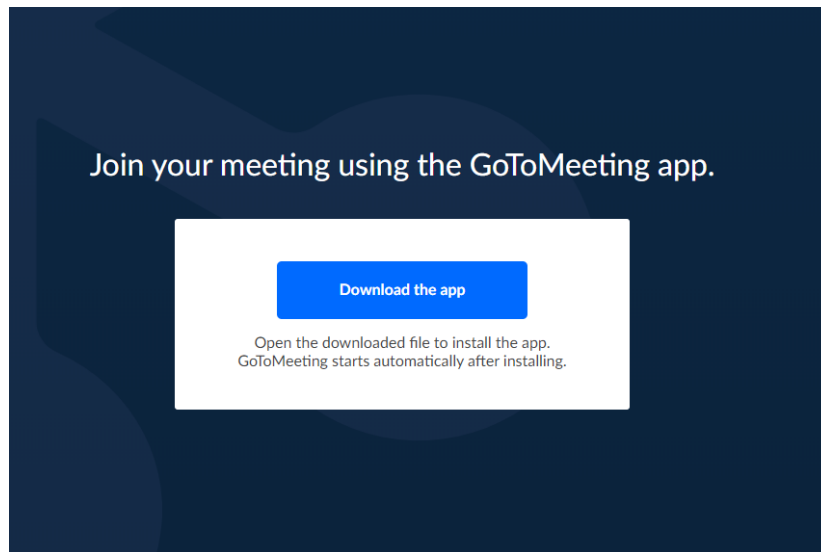 Join your meeting using the GoToMeeting app.
Download the app
Open the downloaded file to install the app.
GoToMeeting starts automatically after installing.